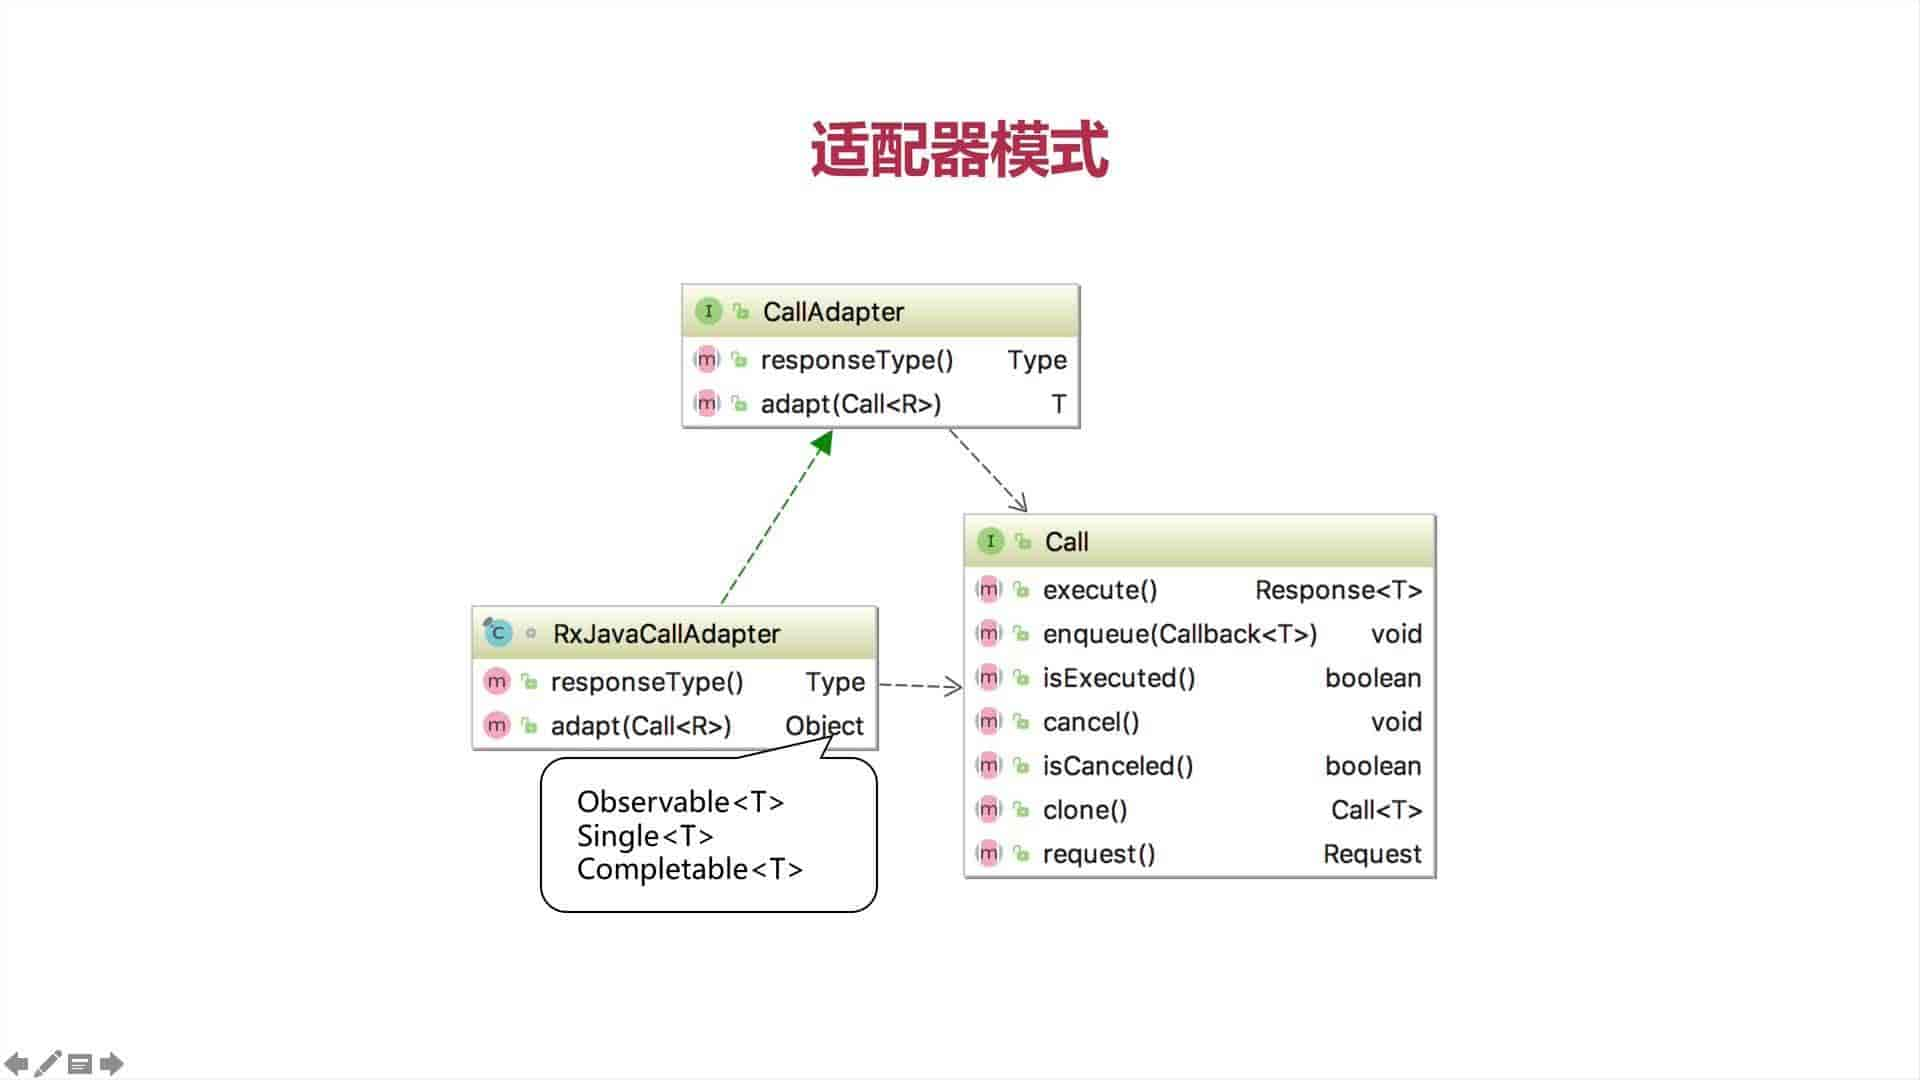 适配器模式
I CallAdapter
m responseType() Type
m adapt(Call<R>) T
I Call
m execute() Response<T>
m enqueue(Callback<T>) void
m isExecuted() boolean
m cancel() void
m isCanceled() boolean
m clone() Call<T>
m request() Request
C RxJavaCallAdapter
m responseType() Type
m adapt(Call<R>) Object
Observable<T>
Single<T>
Completable<T>